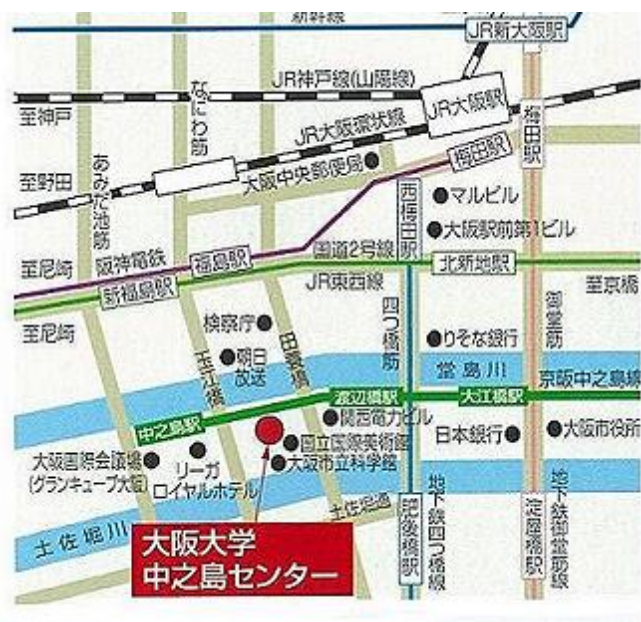 新幹線
JR新大阪駅
JR神戸線(山陽線)
JR大阪駅
至神戸
なにわ筋
JR大阪環状線
梅田駅
梅田駅
大阪中央郵便局
あみだ池筋
至野田
西梅田駅
マルビル
大阪駅前第1ビル
国道2号線
至尼崎
阪神電鉄
福島駅
北新地駅
新福島駅
JR東西線
至京橋
至尼崎
検察庁
四つ橋筋
御堂筋
りそな銀行
朝日
放送
玉江橋
田蓑橋
堂島川
京阪中之島線
渡辺橋駅
大江橋駅
中之島駅
関西電力ビル
国立国際美術館
大阪市立科学館
日本銀行
大阪市役所
大阪国際会議場
(グランキューブ大阪)
リーガ
ロイヤルホテル
土佐堀通
土佐堀川
肥後橋駅
地下鉄四つ橋線
淀屋橋駅
地下鉄御堂筋線
大阪大学
中之島センター